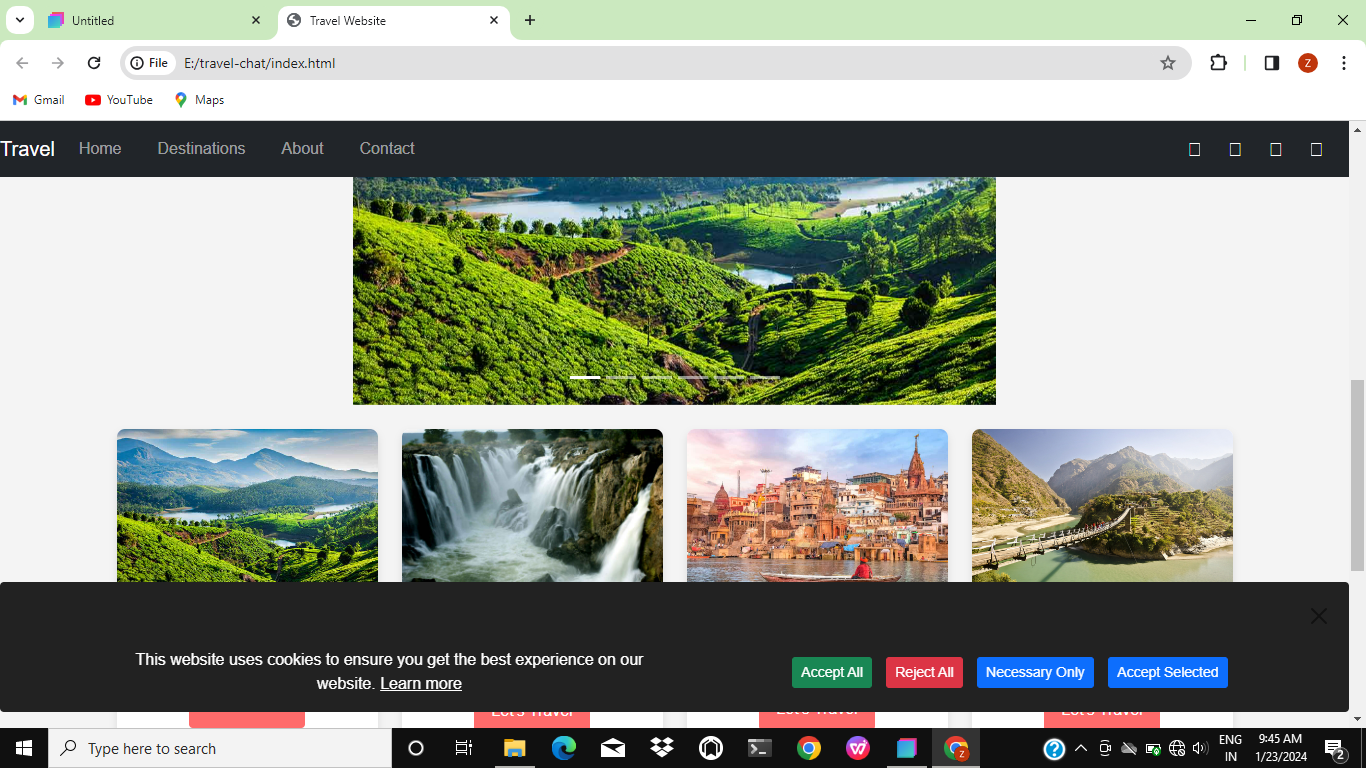 Untitled
Travel Website
File
E:/travel-chat/index.html
Z
Gmail
YouTube
Maps
Travel
Home
Destinations
About
Contact
This website uses cookies to ensure you get the best experience on our
website. Learn more
Accept All
Reject All
Necessary Only
Accept Selected
Let's Travel
Let's Travel
Let's Travel
Type here to search
Z
ENG
IN
9:45 AM
1/23/2024
2